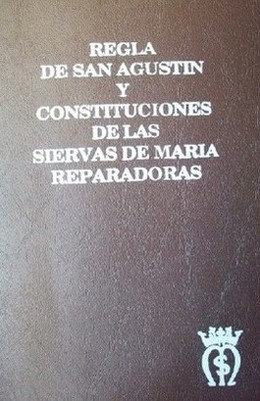 REGLA
DE SAN AGUSTIN
Y
CONSTITUCIONES
DE LAS
SIERVAS DE MARIA
REPARADORAS